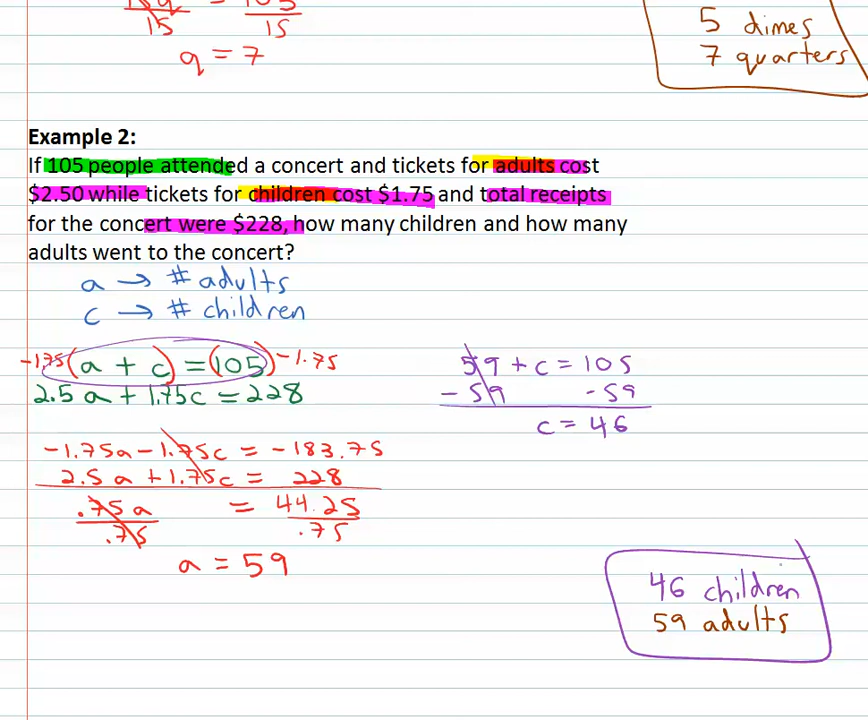 15 15
q = 7
5 dimes
7 quarters
Example 2:
If 105 people attended a concert and tickets for adults cost
$2.50 while tickets for children cost $1.75 and total receipts
for the concert were $228, how many children and how many
adults went to the concert?
a → # adults
c → # children
-1.75(a + c) = (105)-1.75
2.5a + 1.75c = 228
-1.75a - 1.75c = -183.75
2.5a + 1.75c = 228
.75a = 44.25
.75 .75
a = 59
59 + c = 105
-59 -59
c = 46
46 children
59 adults